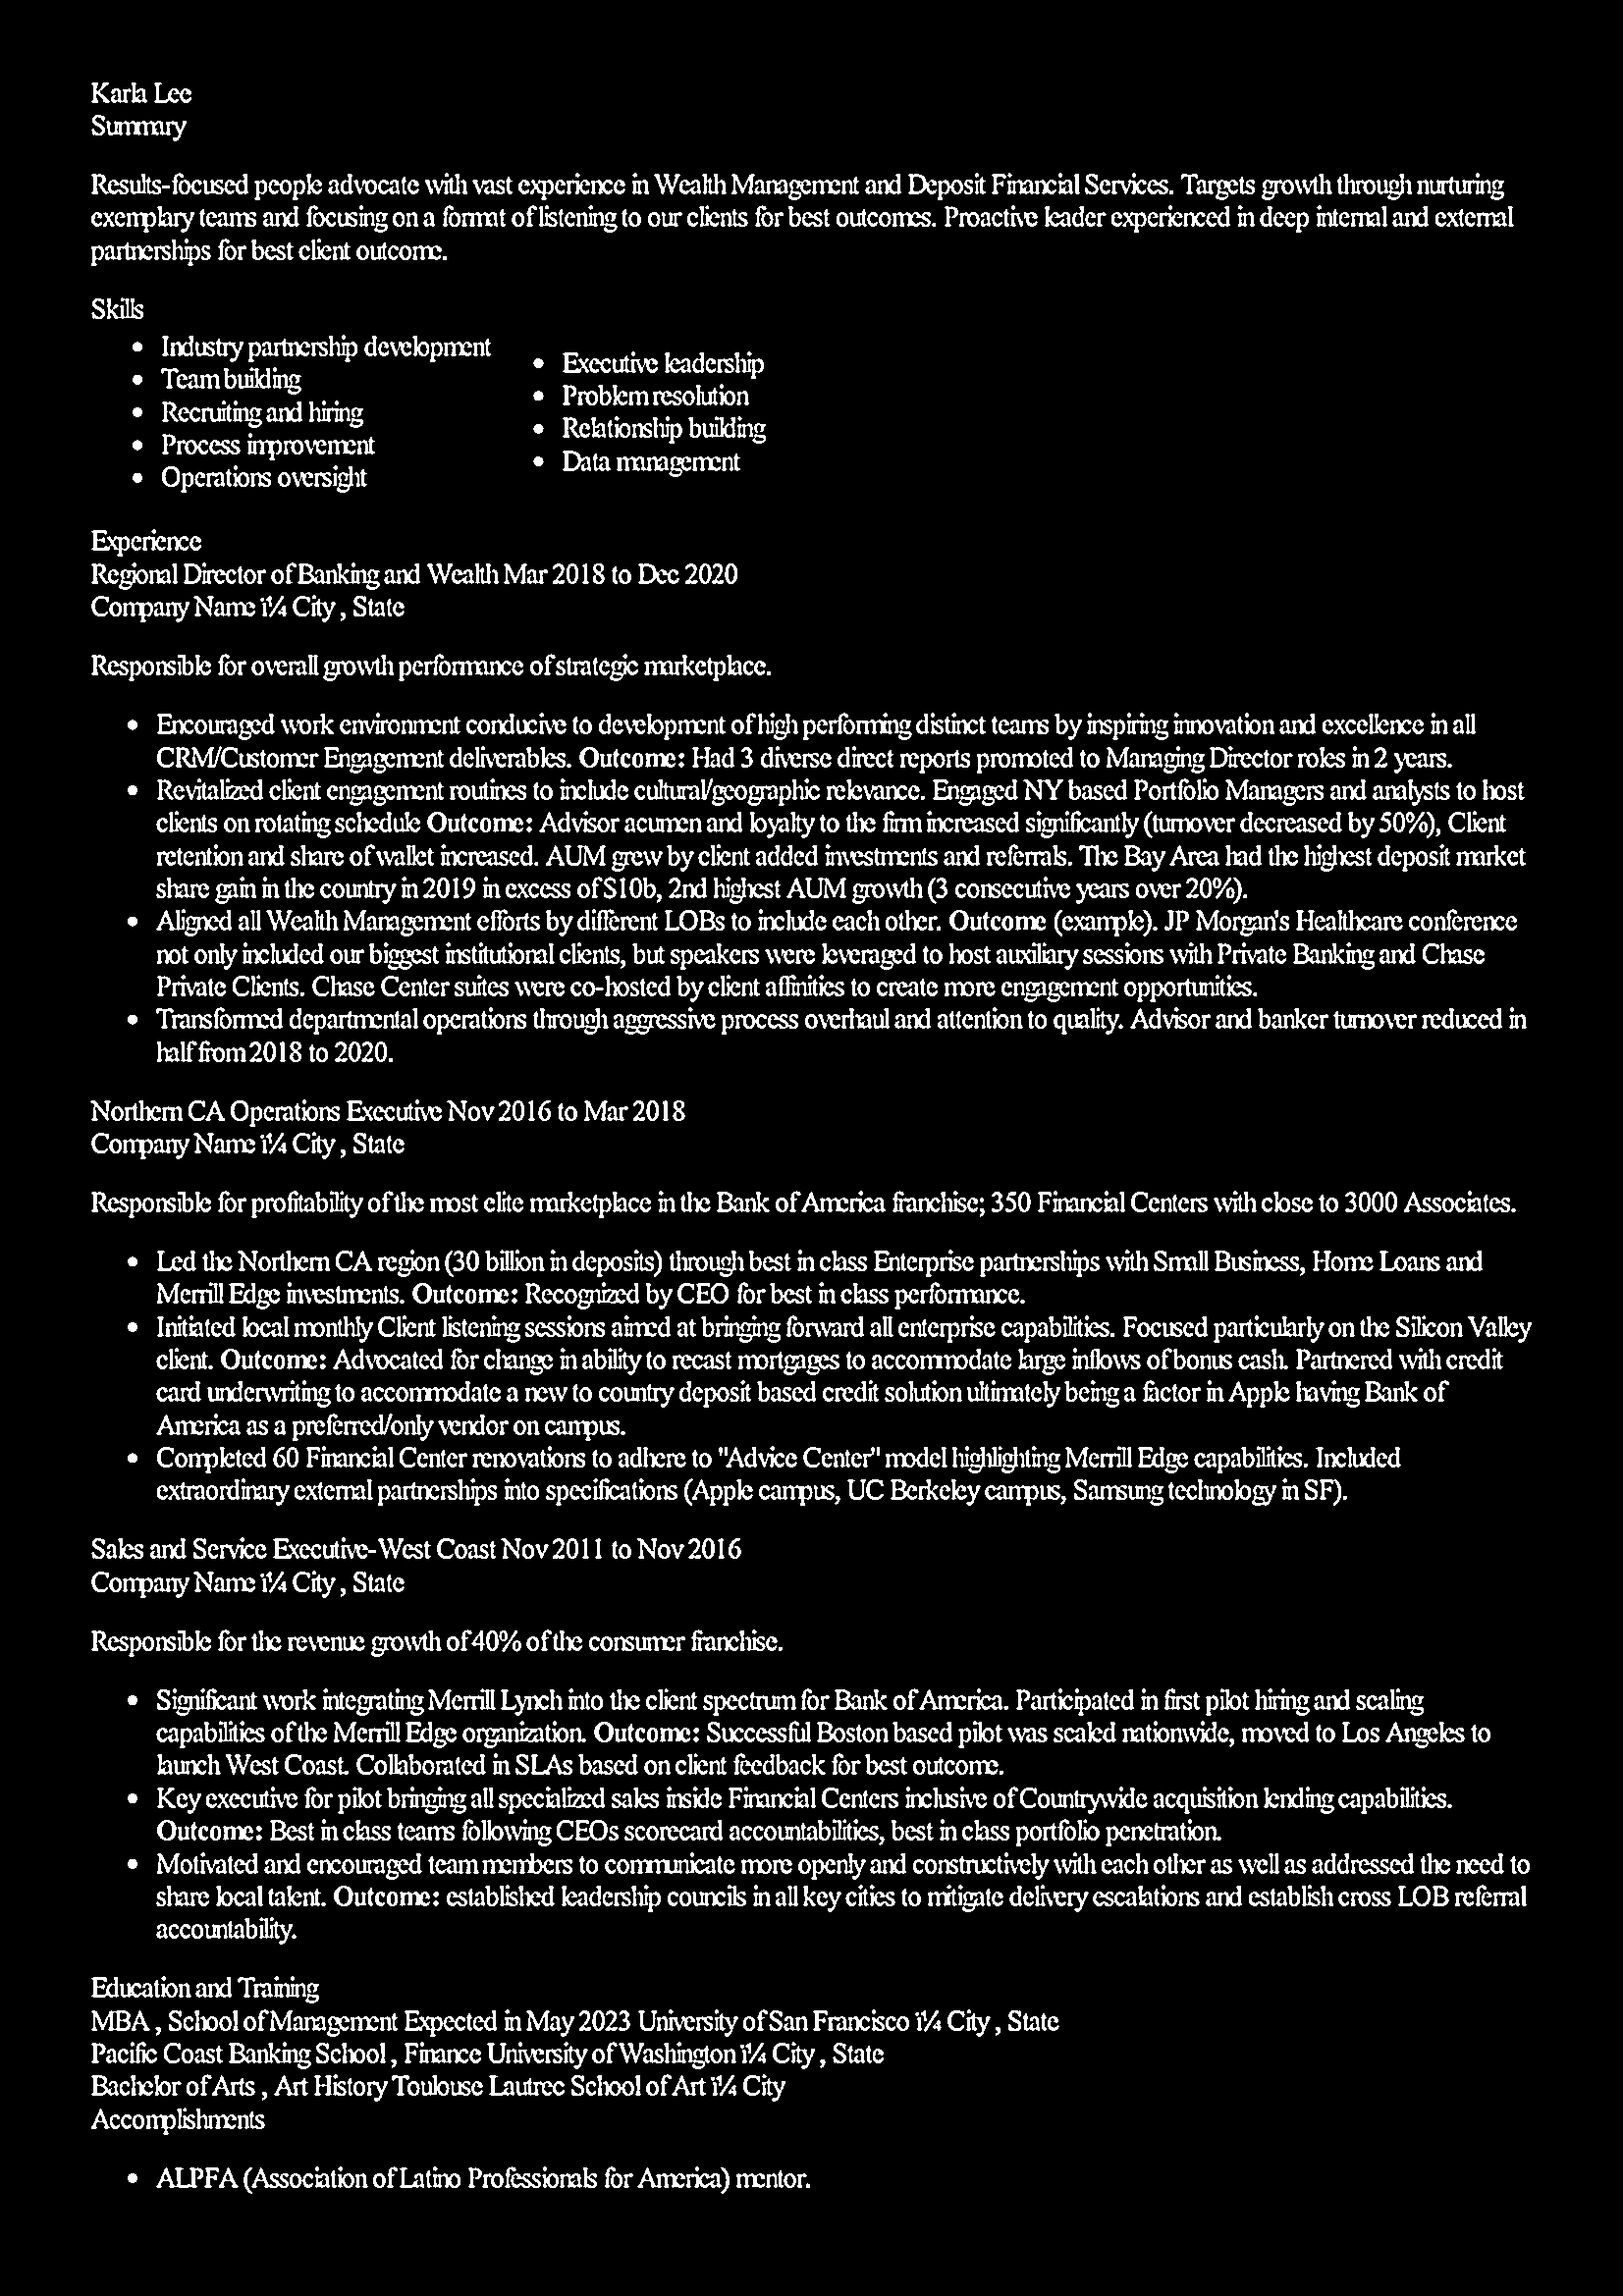 Karla Lee
Summary
Results-focused people advocate with vast experience in Wealth Management and Deposit Financial Services. Targets growth through nurturing
exemplary teams and focusing on a format of listening to our clients for best outcomes. Proactive leader experienced in deep internal and external
partnerships for best client outcome.
Skills
• Industry partnership development
• Team building
• Recruiting and hiring
• Process improvement
• Operations oversight
• Executive leadership
• Problem resolution
• Relationship building
• Data management
Experience
Regional Director of Banking and Wealth Mar 2018 to Dec 2020
Company Name ï¼ City , State
Responsible for overall growth performance of strategic marketplace.
• Encouraged work environment conducive to development of high performing distinct teams by inspiring innovation and excellence in all
CRM/Customer Engagement deliverables. Outcome: Had 3 diverse direct reports promoted to Managing Director roles in 2 years.
• Revitalized client engagement routines to include cultural/geographic relevance. Engaged NY based Portfolio Managers and analysts to host
clients on rotating schedule Outcome: Advisor acumen and loyalty to the firm increased significantly (turnover decreased by 50%), Client
retention and share of wallet increased. AUM grew by client added investments and referrals. The Bay Area had the highest deposit market
share gain in the country in 2019 in excess of $10b, 2nd highest AUM growth (3 consecutive years over 20%).
• Aligned all Wealth Management efforts by different LOBs to include each other. Outcome (example). JP Morgan's Healthcare conference
not only included our biggest institutional clients, but speakers were leveraged to host auxiliary sessions with Private Banking and Chase
Private Clients. Chase Center suites were co-hosted by client affinities to create more engagement opportunities.
• Transformed departmental operations through aggressive process overhaul and attention to quality. Advisor and banker turnover reduced in
half from 2018 to 2020.
Northern CA Operations Executive Nov 2016 to Mar 2018
Company Name ï¼ City , State
Responsible for profitability of the most elite marketplace in the Bank of America franchise; 350 Financial Centers with close to 3000 Associates.
• Led the Northern CA region (30 billion in deposits) through best in class Enterprise partnerships with Small Business, Home Loans and
Merrill Edge investments. Outcome: Recognized by CEO for best in class performance.
• Initiated local monthly Client listening sessions aimed at bringing forward all enterprise capabilities. Focused particularly on the Silicon Valley
client. Outcome: Advocated for change in ability to recast mortgages to accommodate large inflows of bonus cash. Partnered with credit
card underwriting to accommodate a new to country deposit based credit solution ultimately being a factor in Apple having Bank of
America as a preferred/only vendor on campus.
• Completed 60 Financial Center renovations to adhere to "Advice Center" model highlighting Merrill Edge capabilities. Included
extraordinary external partnerships into specifications (Apple campus, UC Berkeley campus, Samsung technology in SF).
Sales and Service Executive-West Coast Nov 2011 to Nov 2016
Company Name ï¼ City , State
Responsible for the revenue growth of 40% of the consumer franchise.
• Significant work integrating Merrill Lynch into the client spectrum for Bank of America. Participated in first pilot hiring and scaling
capabilities of the Merrill Edge organization. Outcome: Successful Boston based pilot was scaled nationwide, moved to Los Angeles to
launch West Coast. Collaborated in SLAs based on client feedback for best outcome.
• Key executive for pilot bringing all specialized sales inside Financial Centers inclusive of Countrywide acquisition lending capabilities.
Outcome: Best in class teams following CEOs scorecard accountabilities, best in class portfolio penetration.
• Motivated and encouraged team members to communicate more openly and constructively with each other as well as addressed the need to
share local talent. Outcome: established leadership councils in all key cities to mitigate delivery escalations and establish cross LOB referral
accountability.
Education and Training
MBA , School of Management Expected in May 2023 University of San Francisco ï¼ City , State
Pacific Coast Banking School , Finance University of Washington ï¼ City , State
Bachelor of Arts , Art History Toulouse Lautrec School of Art ï¼ City
Accomplishments
• ALPFA (Association of Latino Professionals for America) mentor.